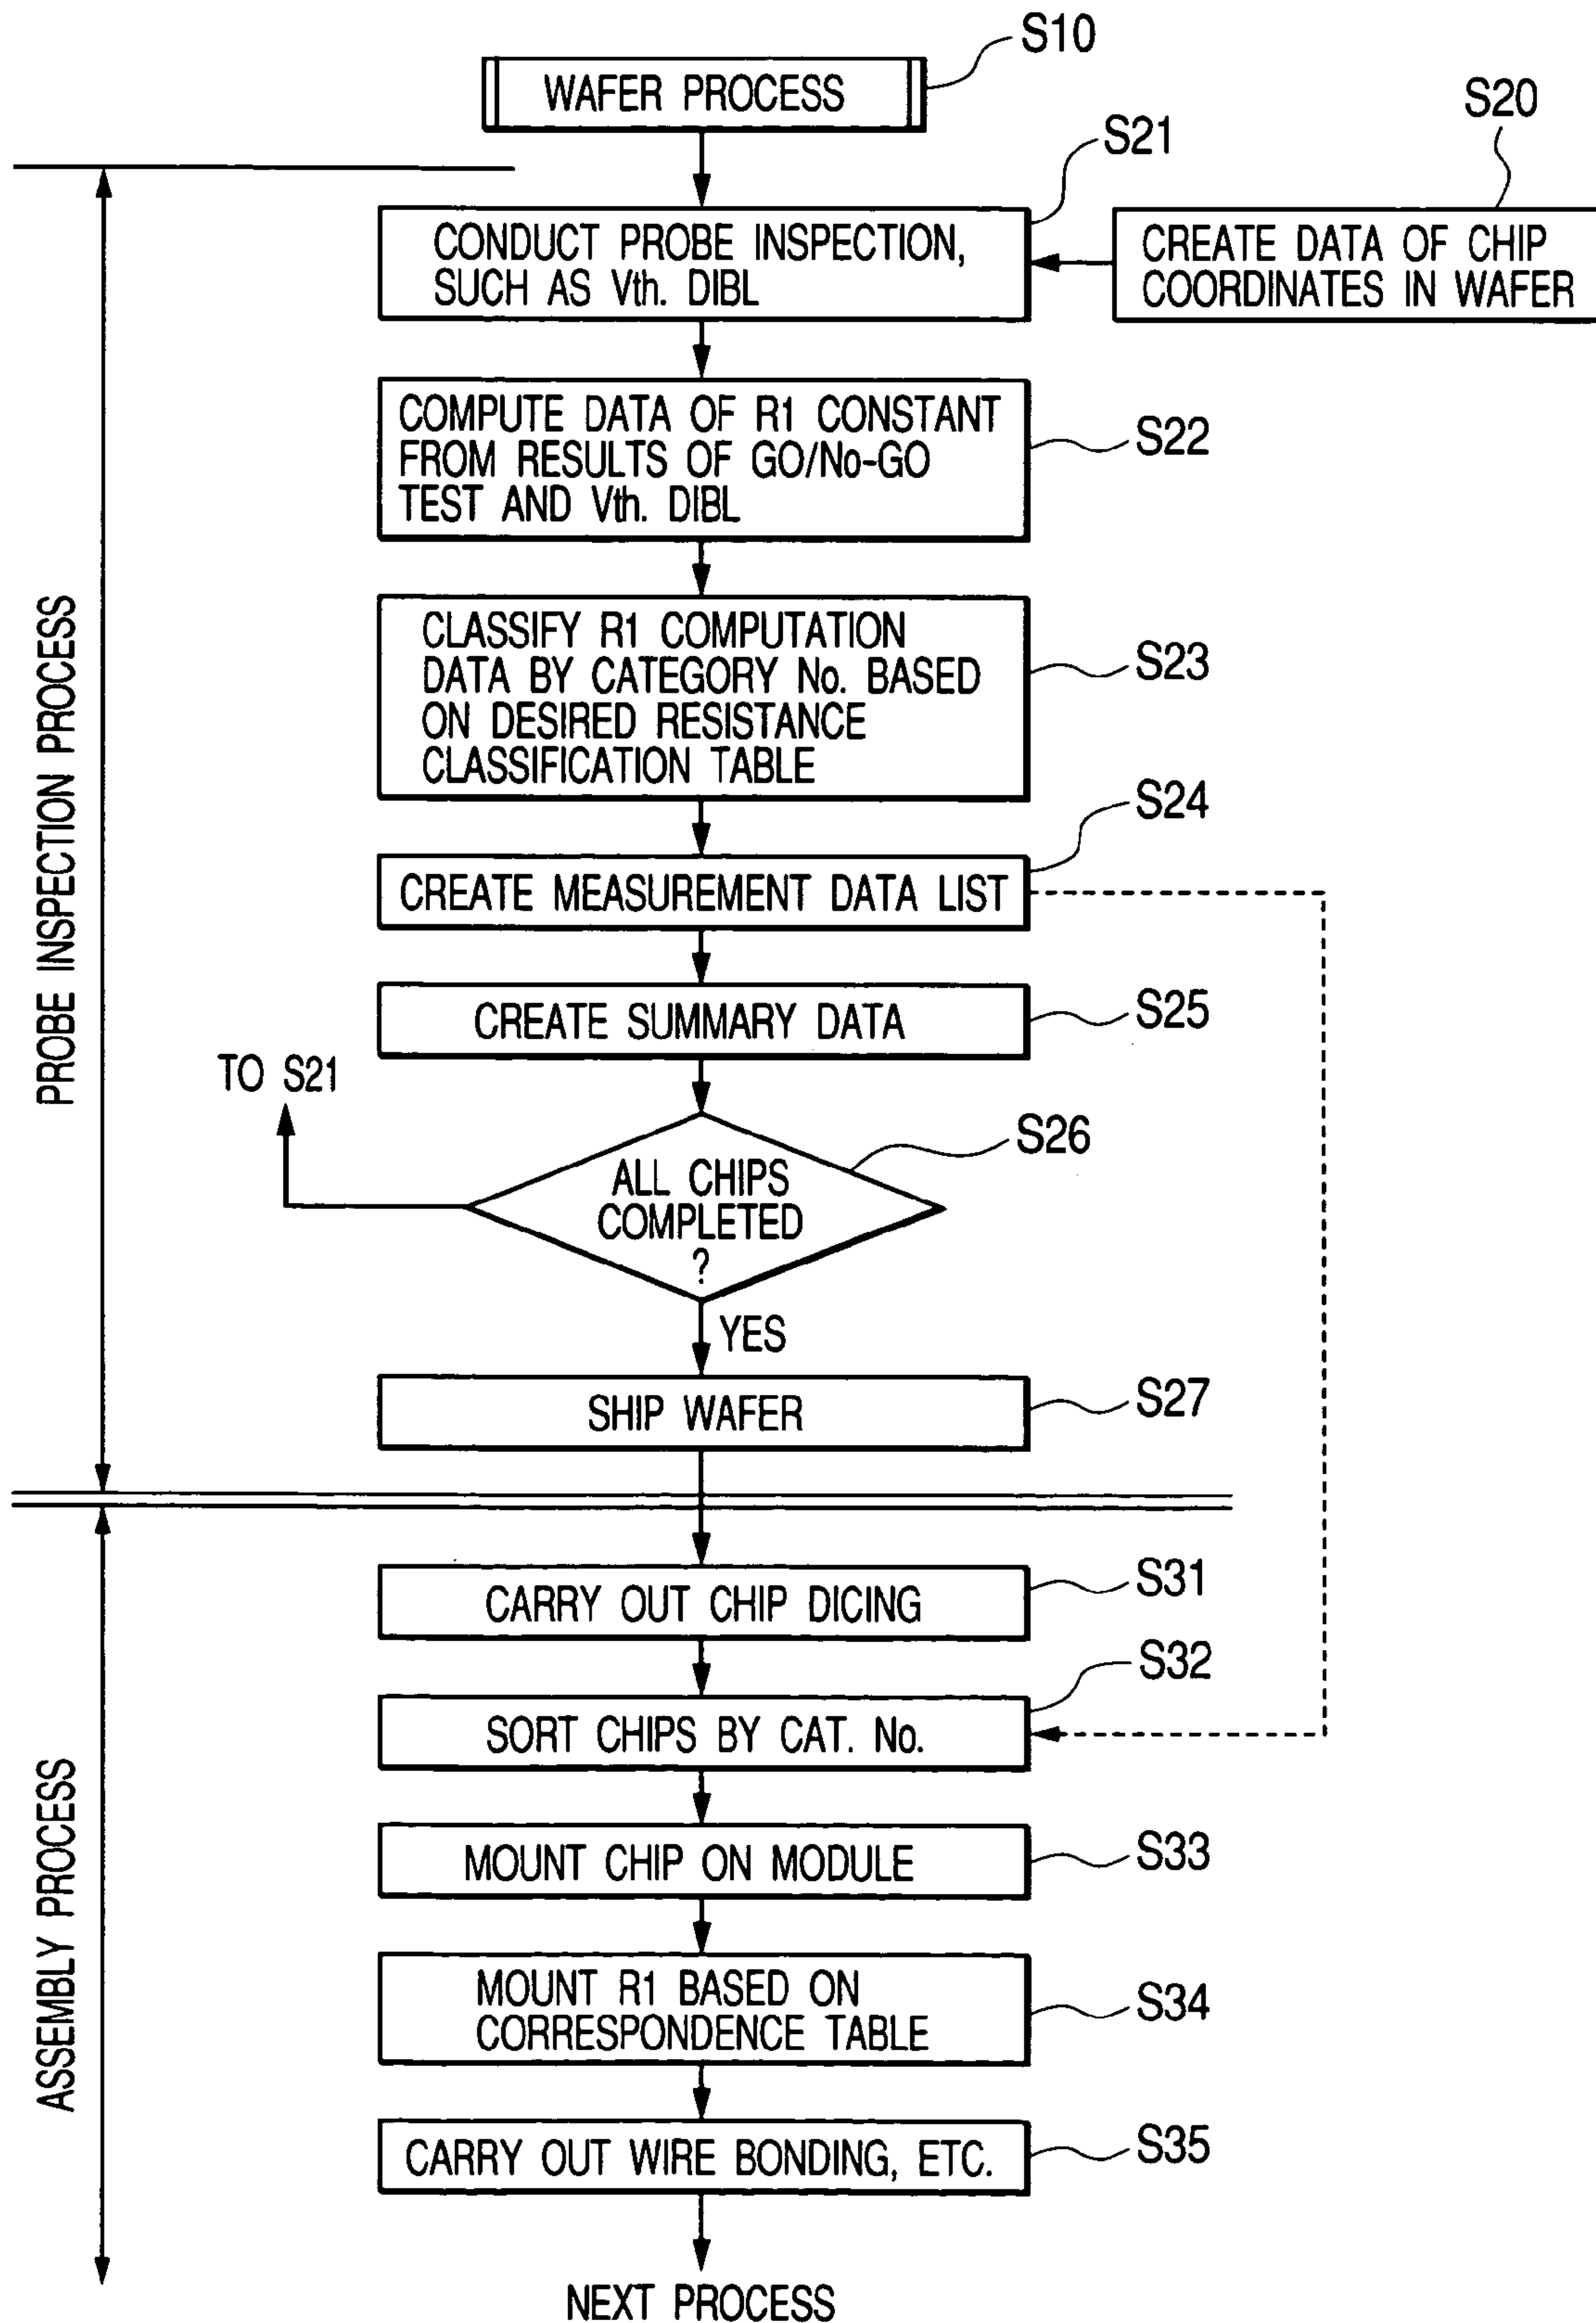 S10
WAFER PROCESS
S20
S21
CONDUCT PROBE INSPECTION,
SUCH AS Vth. DIBL
CREATE DATA OF CHIP
COORDINATES IN WAFER
COMPUTE DATA OF R1 CONSTANT
FROM RESULTS OF GO/No-GO
TEST AND Vth. DIBL
S22
CLASSIFY R1 COMPUTATION
DATA BY CATEGORY No. BASED
ON DESIRED RESISTANCE
CLASSIFICATION TABLE
S23
PROBE INSPECTION PROCESS
S24
CREATE MEASUREMENT DATA LIST
CREATE SUMMARY DATA
S25
TO S21
S26
ALL CHIPS
COMPLETED
?
YES
SHIP WAFER
S27
CARRY OUT CHIP DICING
S31
S32
SORT CHIPS BY CAT. No.
ASSEMBLY PROCESS
MOUNT CHIP ON MODULE
S33
MOUNT R1 BASED ON
CORRESPONDENCE TABLE
S34
CARRY OUT WIRE BONDING, ETC.
S35
NEXT PROCESS